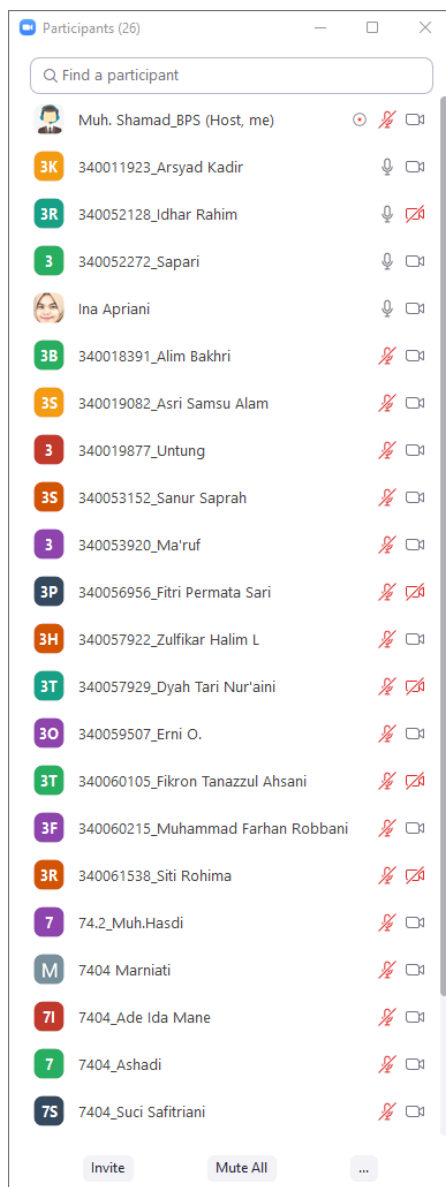 Participants (26)
Find a participant
Muh. Shamad_BPS (Host, me)
3K 340011923_Arsyad Kadir
3R 340052128_Idhar Rahim
3 340052272_Sapari
Ina Apriani
3B 340018391_Alim Bakhri
3S 340019082_Asri Samsu Alam
3 340019877_Untung
3S 340053152_Sanur Saprah
3 340053920_Ma'ruf
3P 340056956_Fitri Permata Sari
3H 340057922_Zulfikar Halim L
3T 340057929_Dyah Tari Nur'aini
3O 340059507_Erni O.
3T 340060105_Fikron Tanazzul Ahsani
3F 340060215_Muhammad Farhan Robbani
3R 340061538_Siti Rohima
7 74.2_Muh.Hasdi
M 7404 Marniati
7I 7404_Ade Ida Mane
7 7404_Ashadi
7S 7404_Suci Safitriani
Invite Mute All ...